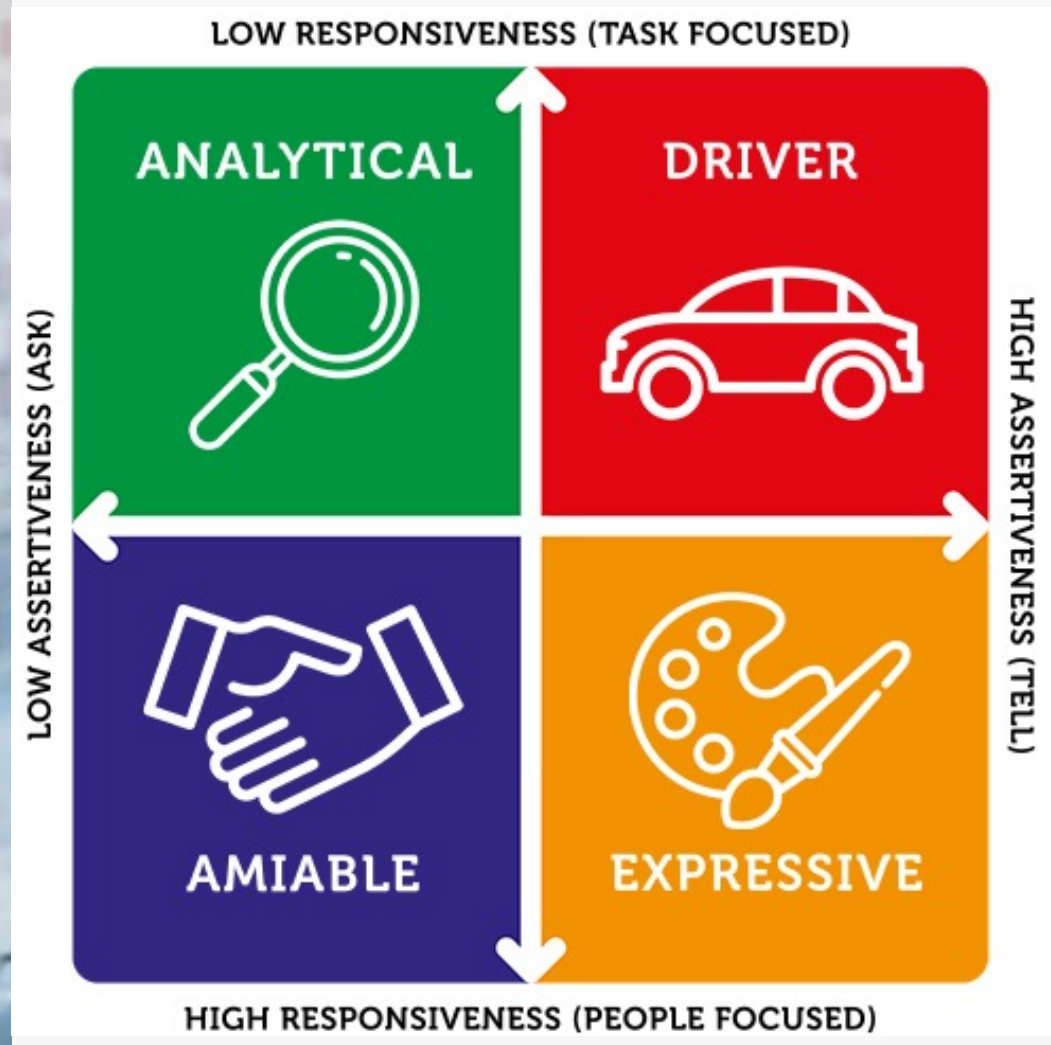 LOW RESPONSIVENESS (TASK FOCUSED)
ANALYTICAL
DRIVER
LOW ASSERTIVENESS (ASK)
HIGH ASSERTIVENESS (TELL)
AMIABLE
EXPRESSIVE
HIGH RESPONSIVENESS (PEOPLE FOCUSED)